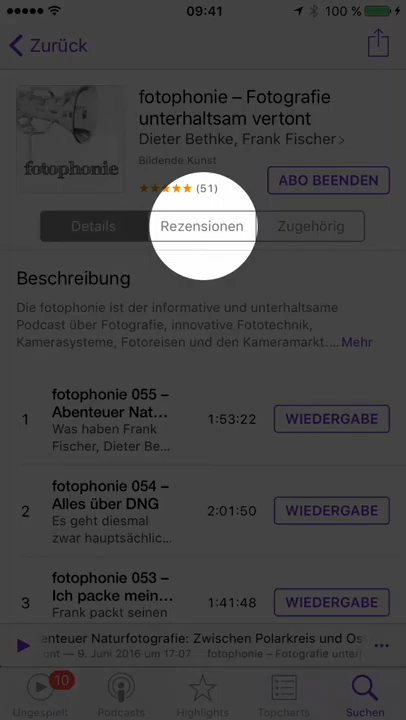 09:41
100 %
Zurück
fotophonie – Fotografie
unterhaltsam vertont
Dieter Bethke, Frank Fischer
Bildende Kunst
fotophonie
(51)
ABO BEENDEN
Details
Rezensionen
Zugehörig
Beschreibung
Die fotophonie ist der informative und unterhaltsame
Podcast über Fotografie, innovative Fototechnik,
Kamerasysteme, Fotoreisen und den Kameramarkt.... Mehr
1
fotophonie 055 –
Abenteuer Nat...
Was haben Frank
Fischer, Dieter Be...
1:53:22
WIEDERGABE
2
fotophonie 054 –
Alles über DNG
Es geht diesmal
zwar hauptsächlic...
2:01:50
WIEDERGABE
3
fotophonie 053 –
Ich packe mein...
Frank packt seinen
1:41:48
WIEDERGABE
enteuer Naturfotografie: Zwischen Polarkreis und Os
ont — 9. Juni 2016 um 17:07
fotophonie – Fotografie unterh
10
Ungespielt
Podcasts
Highlights
Topcharts
Suchen